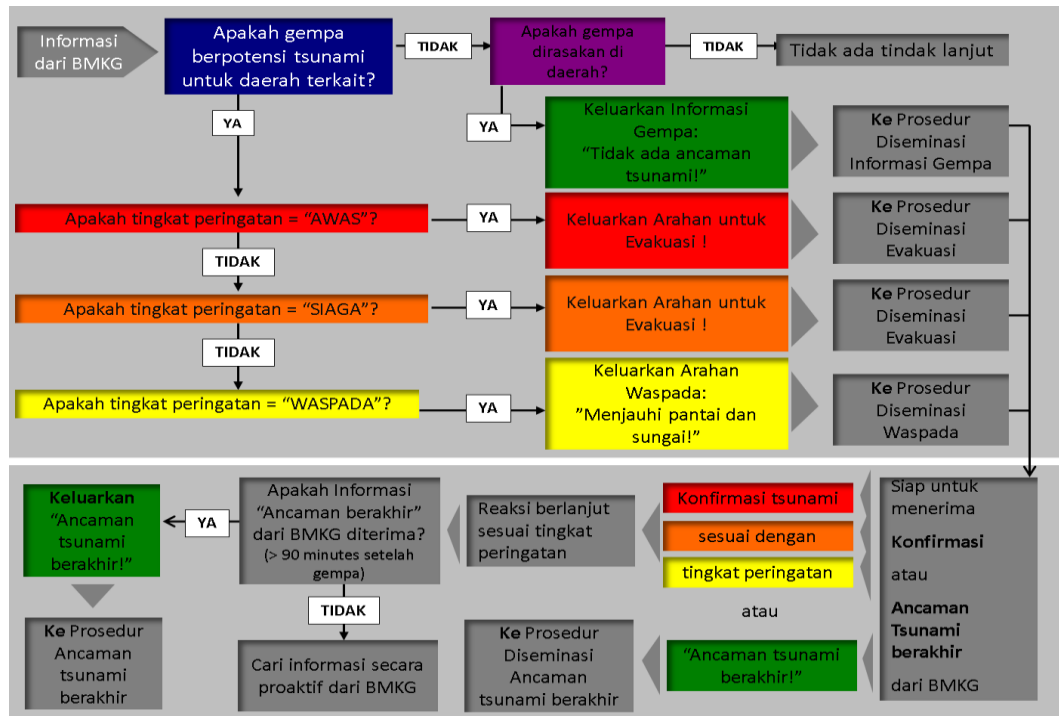 Informasi
dari BMKG
Apakah gempa
berpotensi tsunami
untuk daerah terkait?
TIDAK
Apakah gempa
dirasakan di
daerah?
TIDAK
Tidak ada tindak lanjut
YA
YA
Keluarkan Informasi
Gempa:
“Tidak ada ancaman
tsunami!”
Ke Prosedur
Diseminasi
Informasi Gempa
Apakah tingkat peringatan = “AWAS”?
YA
Keluarkan Arahan untuk
Evakuasi !
Ke Prosedur
Diseminasi
Evakuasi
TIDAK
Apakah tingkat peringatan = “SIAGA”?
YA
Keluarkan Arahan untuk
Evakuasi !
Ke Prosedur
Diseminasi
Evakuasi
TIDAK
Apakah tingkat peringatan = “WASPADA”?
YA
Keluarkan Arahan
Waspada:
”Menjauhi pantai dan
sungai!”
Ke Prosedur
Diseminasi
Waspada
Siap untuk
menerima
Konfirmasi
atau
Ancaman
Tsunami
berakhir
dari BMKG
Konfirmasi tsunami
sesuai dengan
tingkat peringatan
atau
“Ancaman tsunami
berakhir!”
Reaksi berlanjut
sesuai tingkat
peringatan
Ke Prosedur
Diseminasi
Ancaman
tsunami berakhir
Apakah Informasi
“Ancaman berakhir”
dari BMKG diterima?
(> 90 minutes setelah
gempa)
YA
TIDAK
Cari informasi secara
proaktif dari BMKG
Keluarkan
“Ancaman
tsunami
berakhir!”
Ke Prosedur
Ancaman
tsunami
berakhir